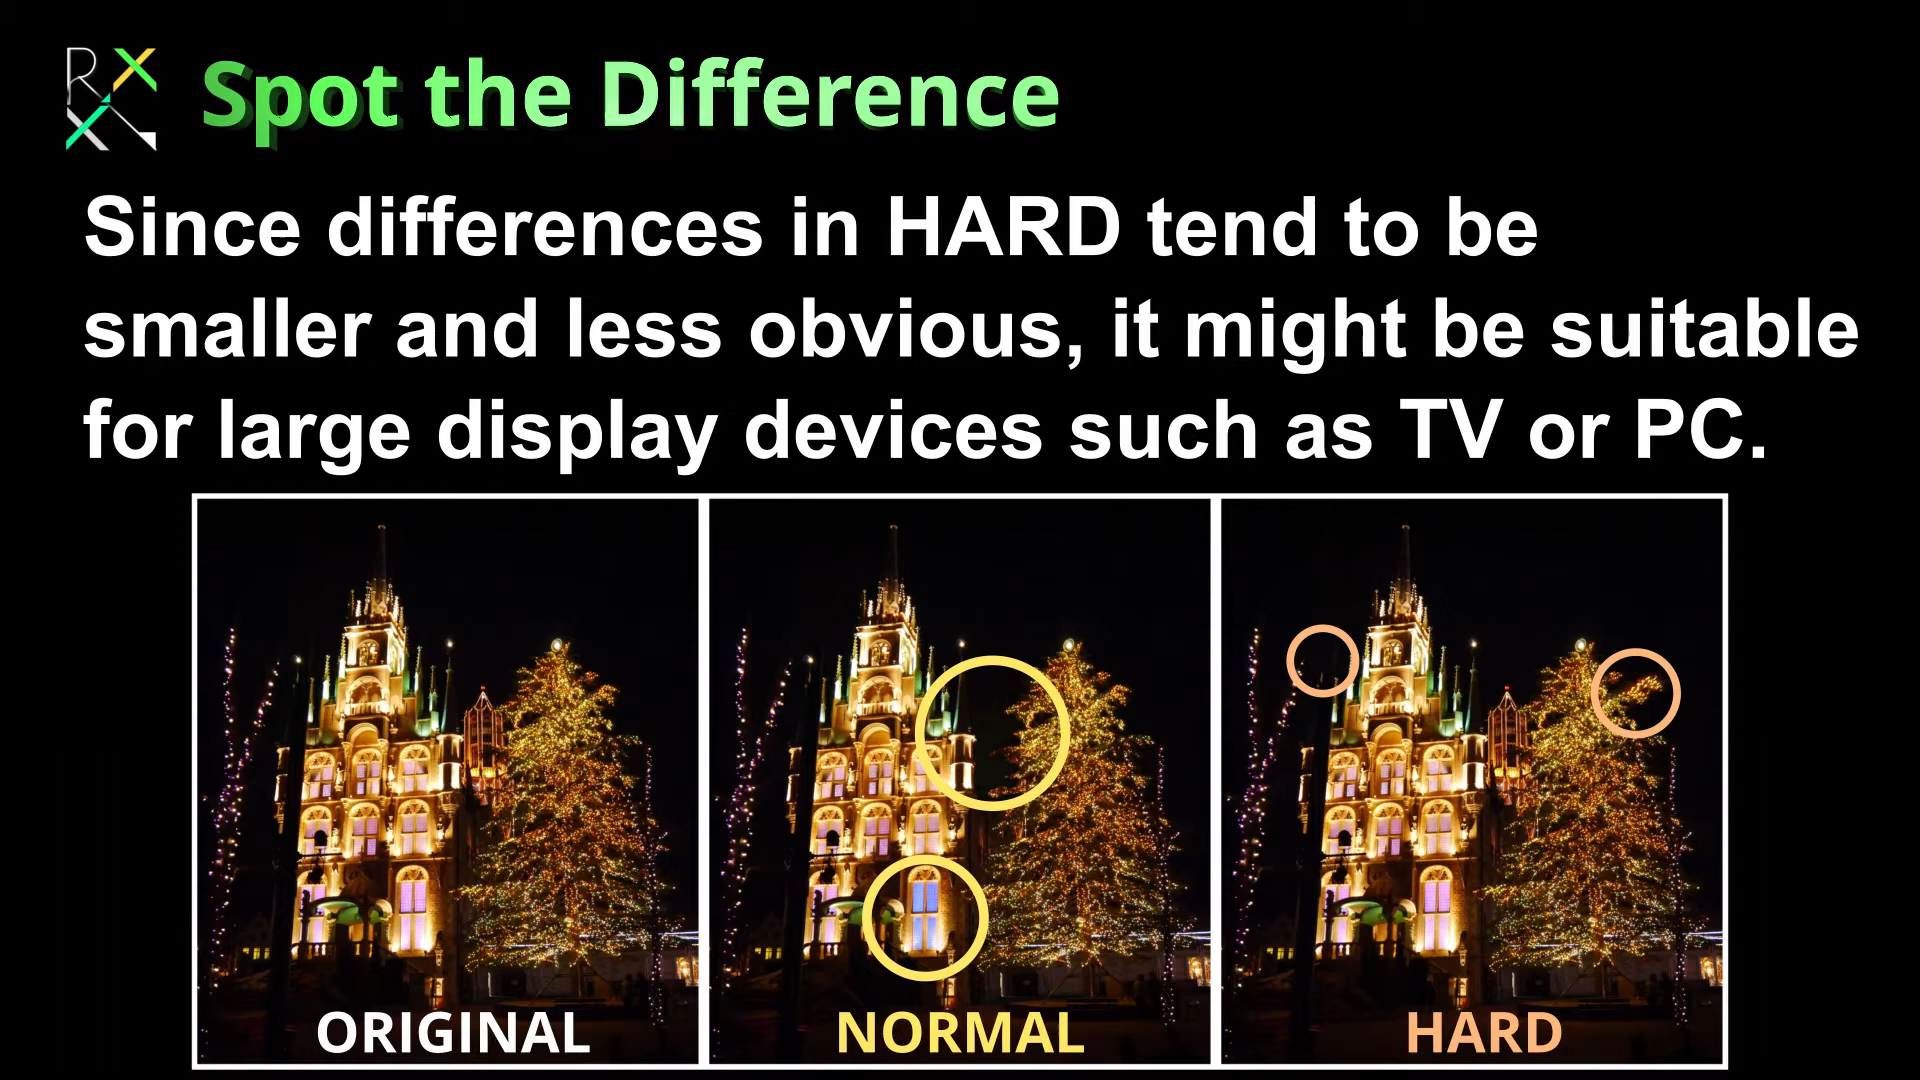 RX
Spot the Difference
Since differences in HARD tend to be
smaller and less obvious, it might be suitable
for large display devices such as TV or PC.
ORIGINAL
NORMAL
HARD